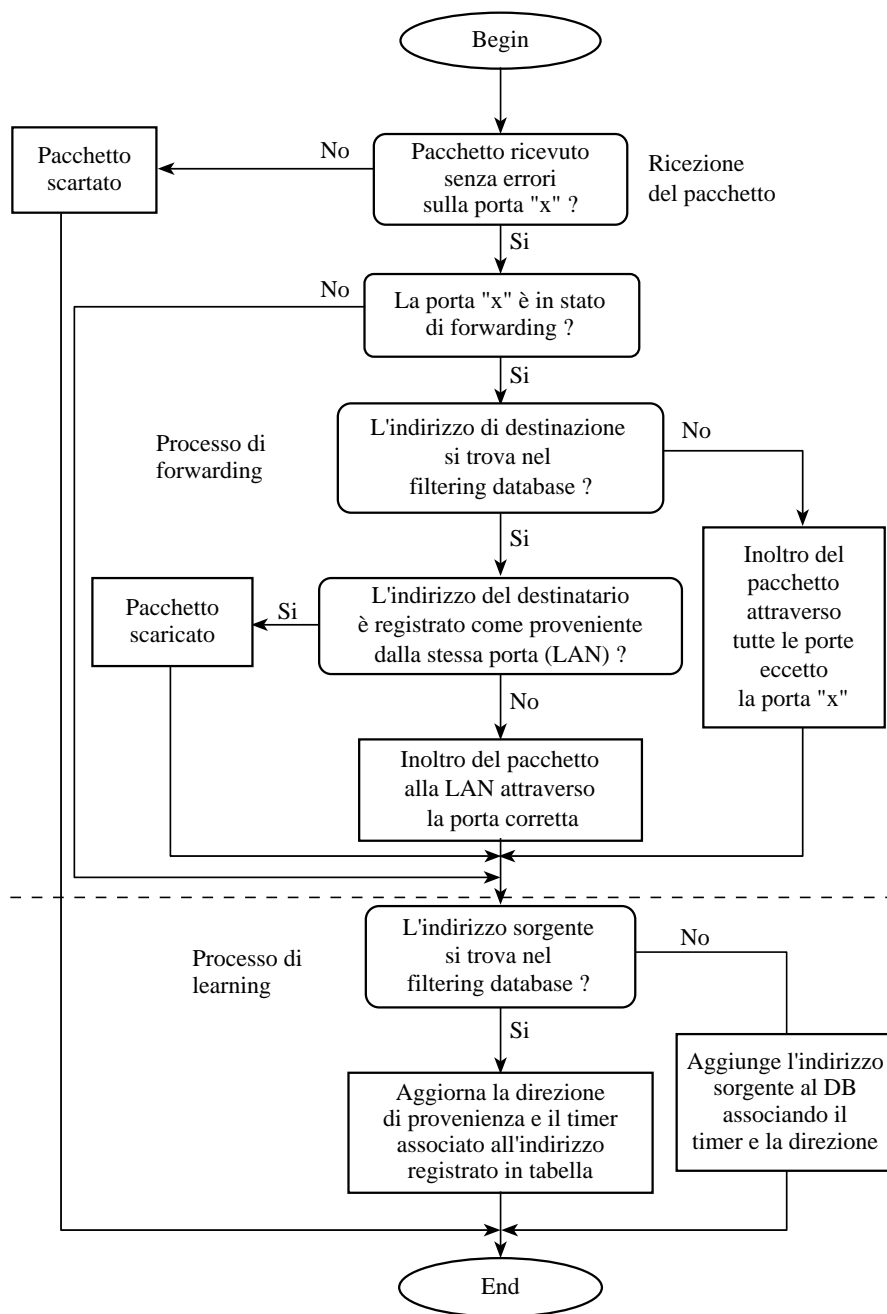 Begin
No
Pacchetto
scartato
Pacchetto ricevuto
senza errori
sulla porta "x" ?
Ricezione
del pacchetto
Si
No
La porta "x" è in stato
di forwarding ?
Si
Processo di
forwarding
L'indirizzo di destinazione
si trova nel
filtering database ?
No
Si
Inoltro del
pacchetto
attraverso
tutte le porte
eccetto
la porta "x"
Pacchetto
scaricato
Si
L'indirizzo del destinatario
è registrato come proveniente
dalla stessa porta (LAN) ?
No
Inoltro del pacchetto
alla LAN attraverso
la porta corretta
Processo di
learning
L'indirizzo sorgente
si trova nel
filtering database ?
No
Si
Aggiorna la direzione
di provenienza e il timer
associato all'indirizzo
registrato in tabella
Aggiunge l'indirizzo
sorgente al DB
associando il
timer e la direzione
End